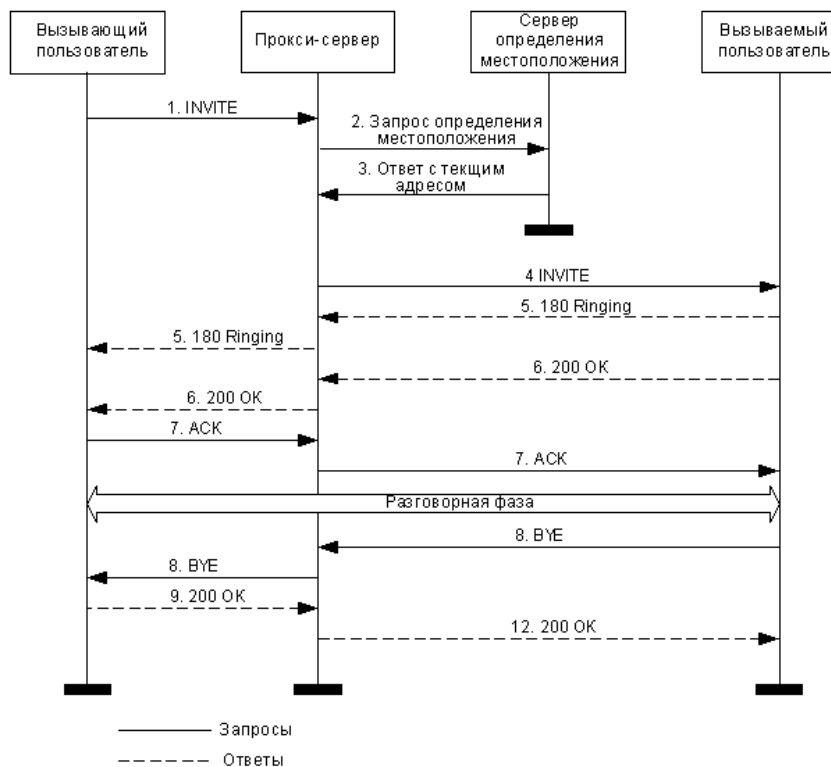 Вызывающий
пользователь
Прокси-сервер
Сервер
определения
местоположения
Вызываемый
пользователь
1. INVITE
2. Запрос определения
местоположения
3. Ответ с текщим
адресом
4 INVITE
5. 180 Ringing
5. 180 Ringing
6. 200 OK
6. 200 OK
7. ACK
7. ACK
Разговорная фаза
8. BYE
8. BYE
9. 200 OK
12. 200 OK
Запросы
Ответы